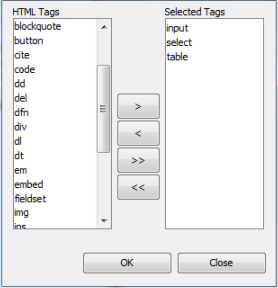 HTML Tags
blockquote
button
cite
code
dd
del
dfn
div
dl
dt
em
embed
fieldset
img
ins
>
<
>>
<<
Selected Tags
input
select
table
OK
Close